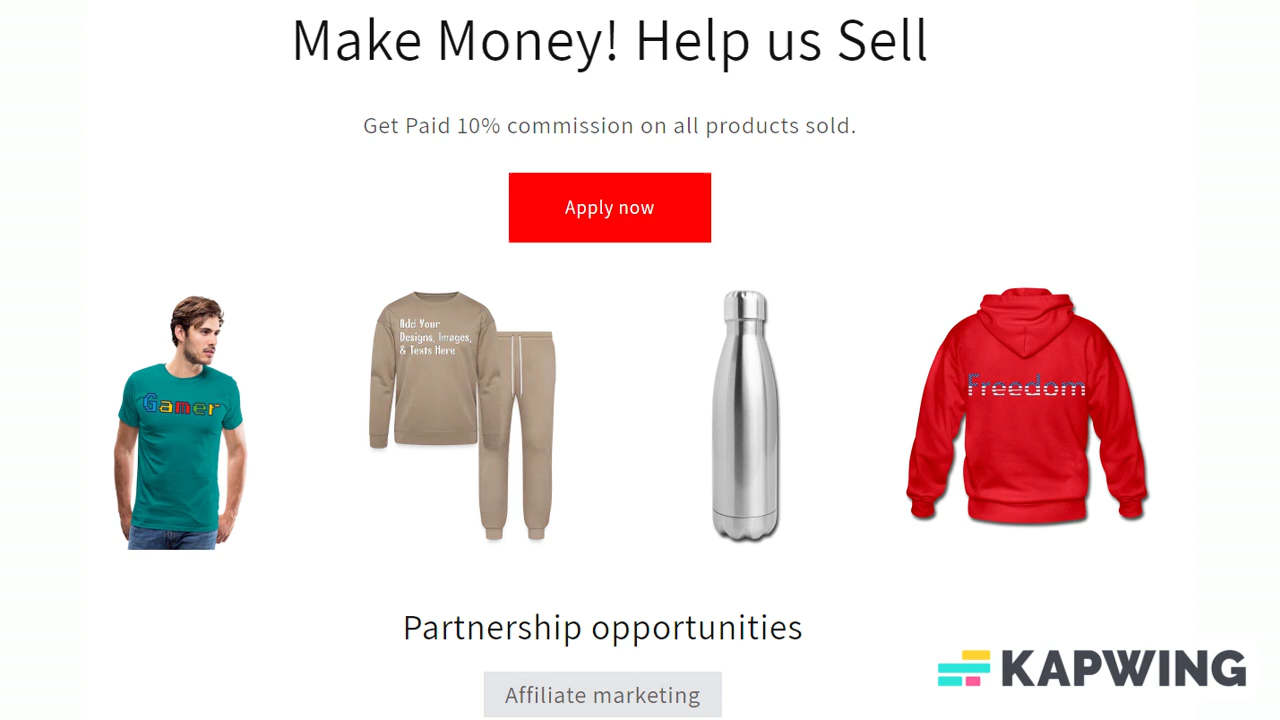 Make Money! Help us Sell
Get Paid 10% commission on all products sold.
Apply now
Gamer
Add Your
Designs, Images,
& Texts Here
Freedom
Partnership opportunities
Affiliate marketing
KAPWING